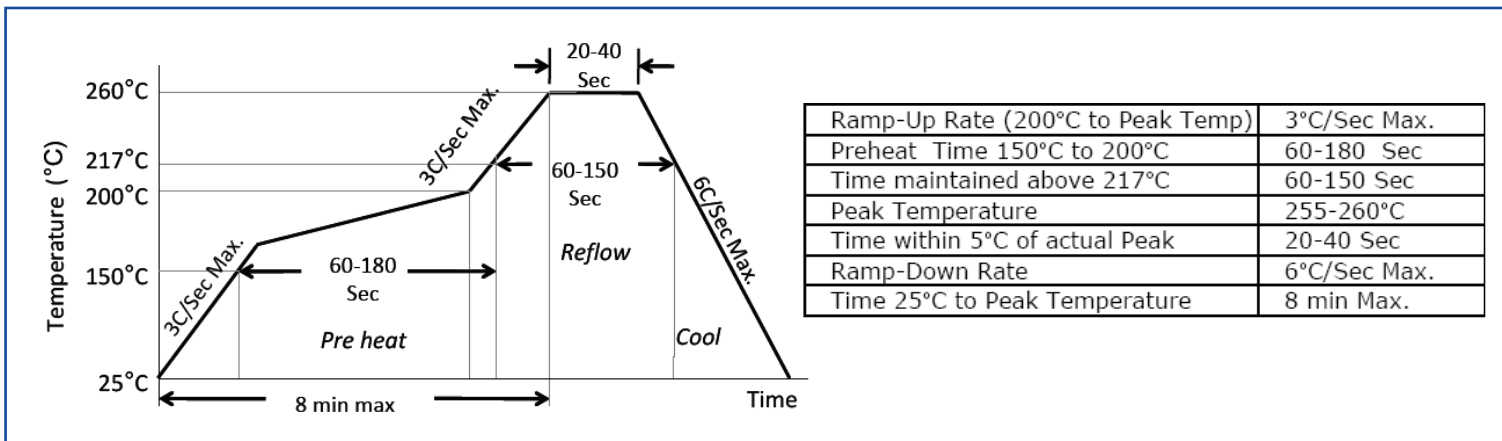 20-40
Sec
260°C
217°C
200°C
150°C
25°C
Temperature (°C)
3C/Sec Max.
3C/Sec Max.
60-150
Sec
Reflow
6C/Sec Max.
60-180
Sec
Pre heat
Cool
8 min max
Time
Ramp-Up Rate (200°C to Peak Temp) 3°C/Sec Max.
Preheat Time 150°C to 200°C 60-180 Sec
Time maintained above 217°C 60-150 Sec
Peak Temperature 255-260°C
Time within 5°C of actual Peak 20-40 Sec
Ramp-Down Rate 6°C/Sec Max.
Time 25°C to Peak Temperature 8 min Max.